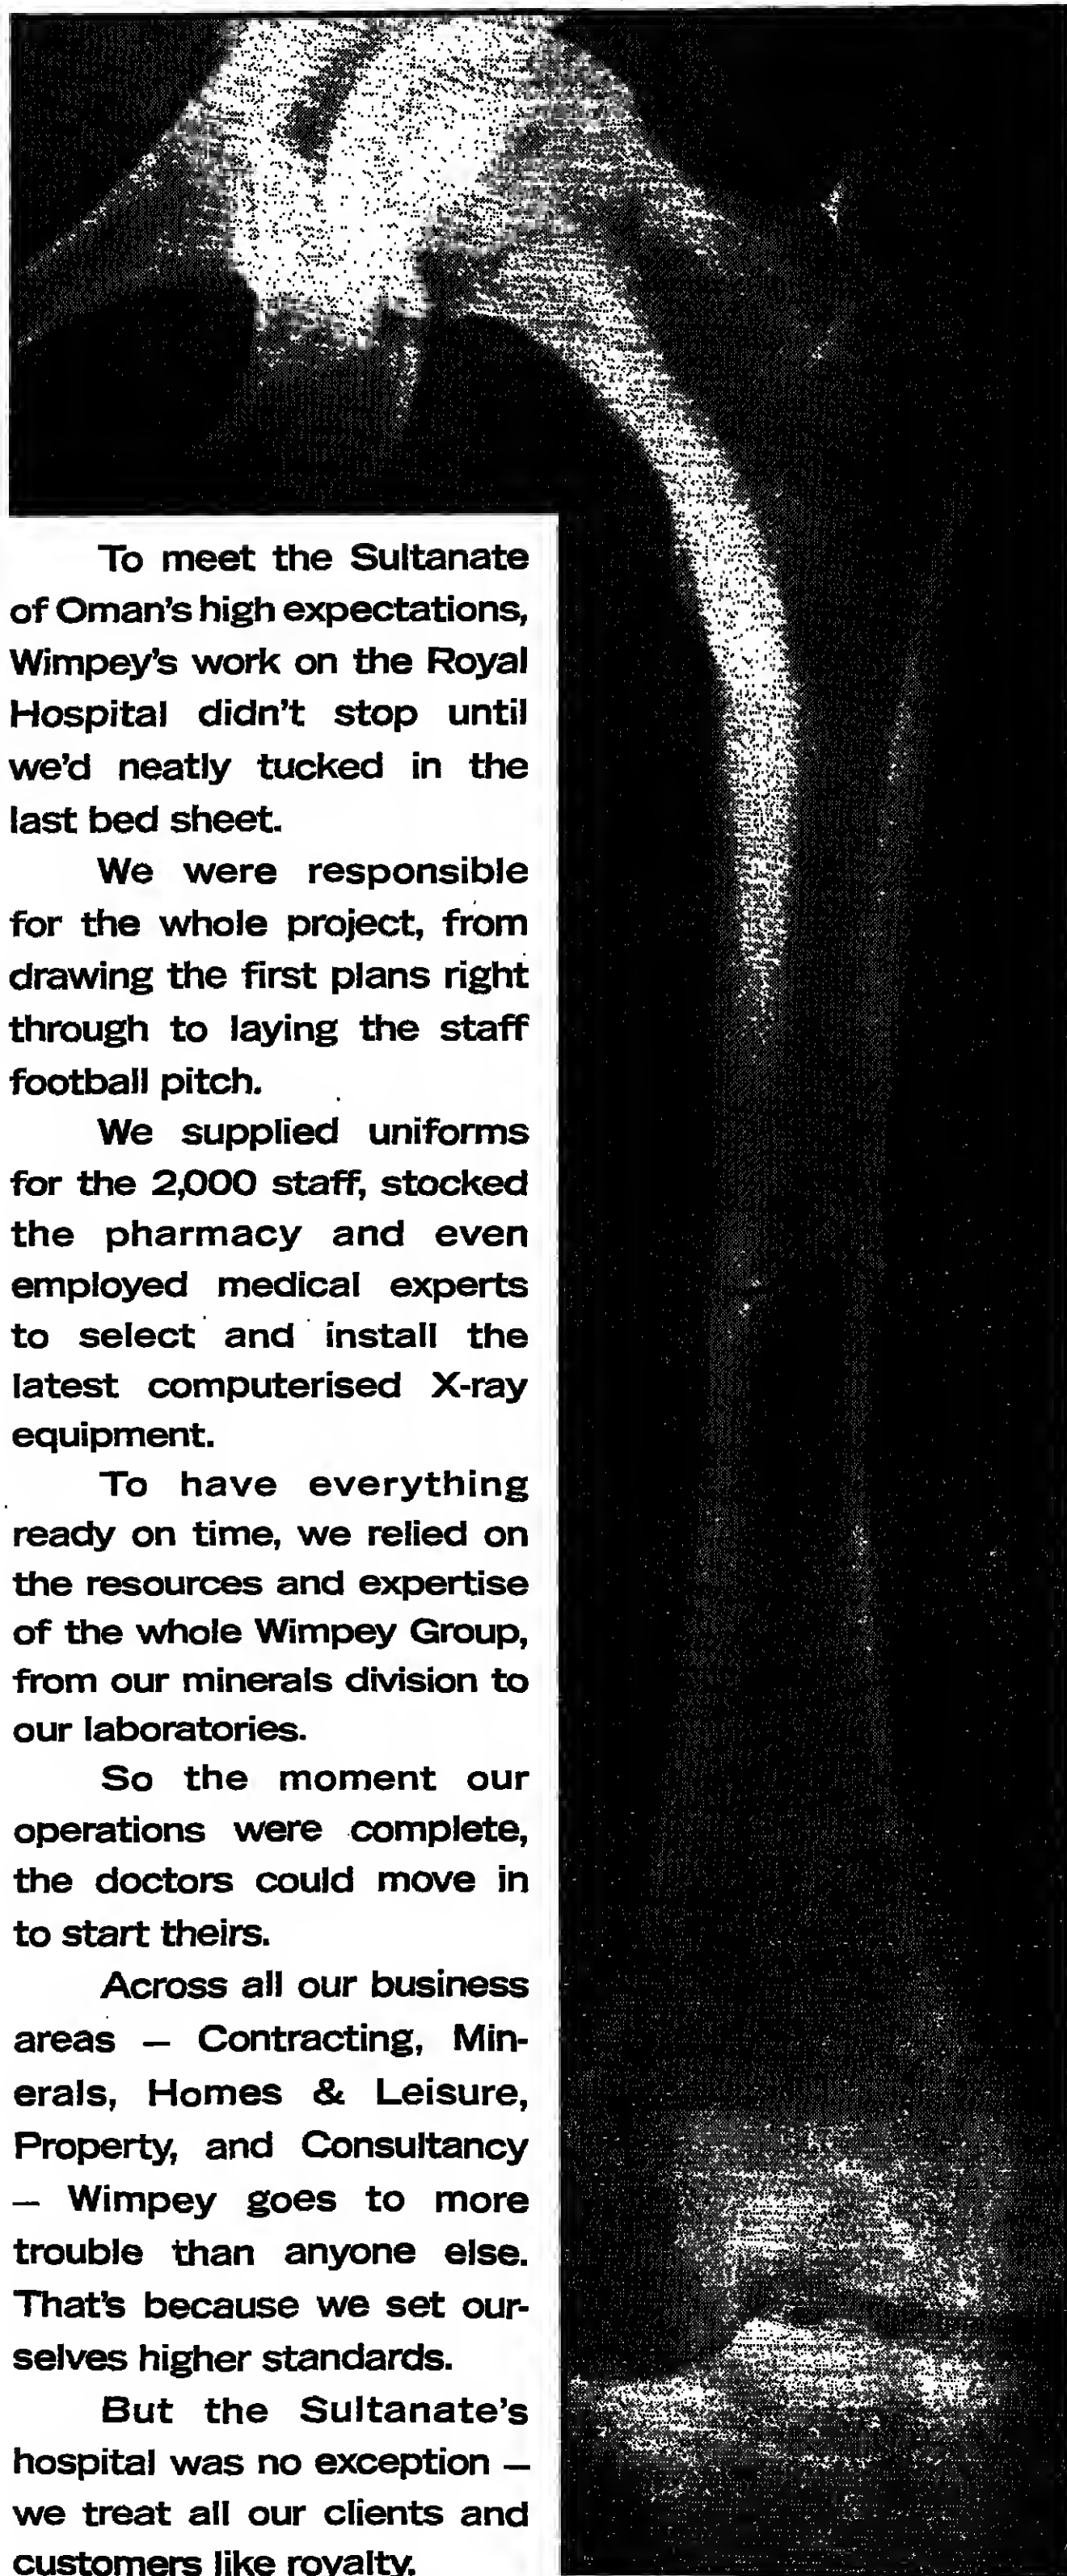 To meet the Sultanate
of Oman's high expectations,
Wimpey's work on the Royal
Hospital didn't stop until
we'd neatly tucked in the
last bed sheet.
We were responsible
for the whole project, from
drawing the first plans right
through to laying the staff
football pitch.
We supplied uniforms
for the 2,000 staff, stocked
the pharmacy and even
employed medical experts
to select and install the
latest computerised X-ray
equipment.
To have everything
ready on time, we relied on
the resources and expertise
of the whole Wimpey Group,
from our minerals division to
our laboratories.
So the moment our
operations were complete,
the doctors could move in
to start theirs.
Across all our business
areas – Contracting, Min-
erals, Homes & Leisure,
Property, and Consultancy
– Wimpey goes to more
trouble than anyone else.
That's because we set our-
selves higher standards.
But the Sultanate's
hospital was no exception –
we treat all our clients and
customers like royalty.